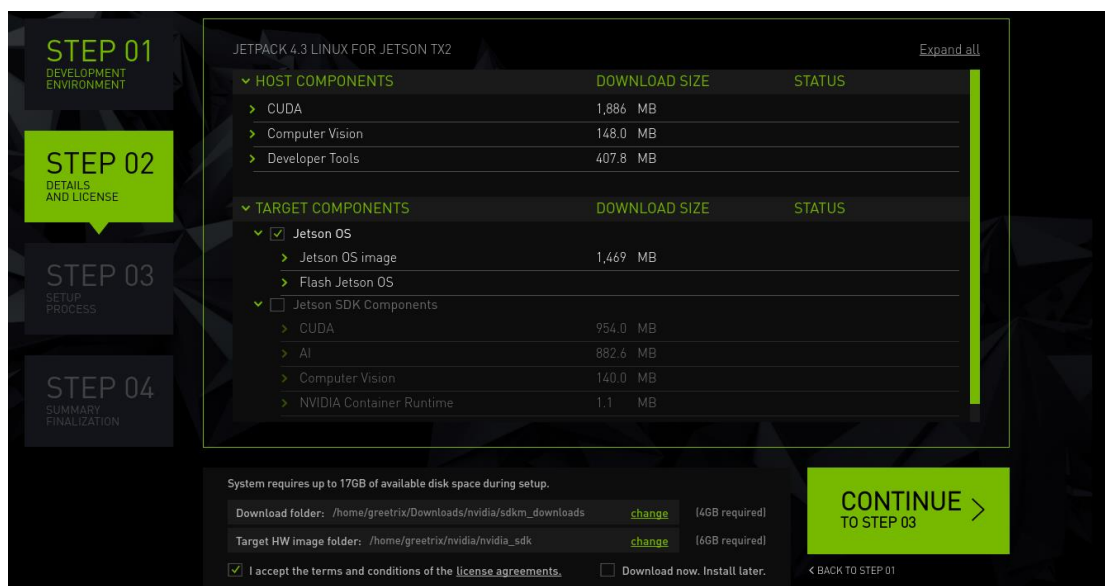 STEP 01
DEVELOPMENT
ENVIRONMENT
STEP 02
DETAILS
AND LICENSE
STEP 03
SETUP
PROCESS
STEP 04
SUMMARY
FINALIZATION
JETPACK 4.3 LINUX FOR JETSON TX2 Expand all
HOST COMPONENTS DOWNLOAD SIZE STATUS
CUDA 1,886 MB
Computer Vision 148.0 MB
Developer Tools 407.8 MB
TARGET COMPONENTS DOWNLOAD SIZE STATUS
Jetson OS
Jetson OS image 1,469 MB
Flash Jetson OS
Jetson SDK Components
CUDA 954.0 MB
AI 882.6 MB
Computer Vision 140.0 MB
NVIDIA Container Runtime 1.1 MB
System requires up to 17GB of available disk space during setup.
Download folder: /home/greetrix/Downloads/nvidia/sdkm_downloads change (4GB required)
Target HW image folder: /home/greetrix/nvidia/nvidia_sdk change (6GB required)
I accept the terms and conditions of the license agreements. Download now. Install later.
CONTINUE
TO STEP 03
BACK TO STEP 01